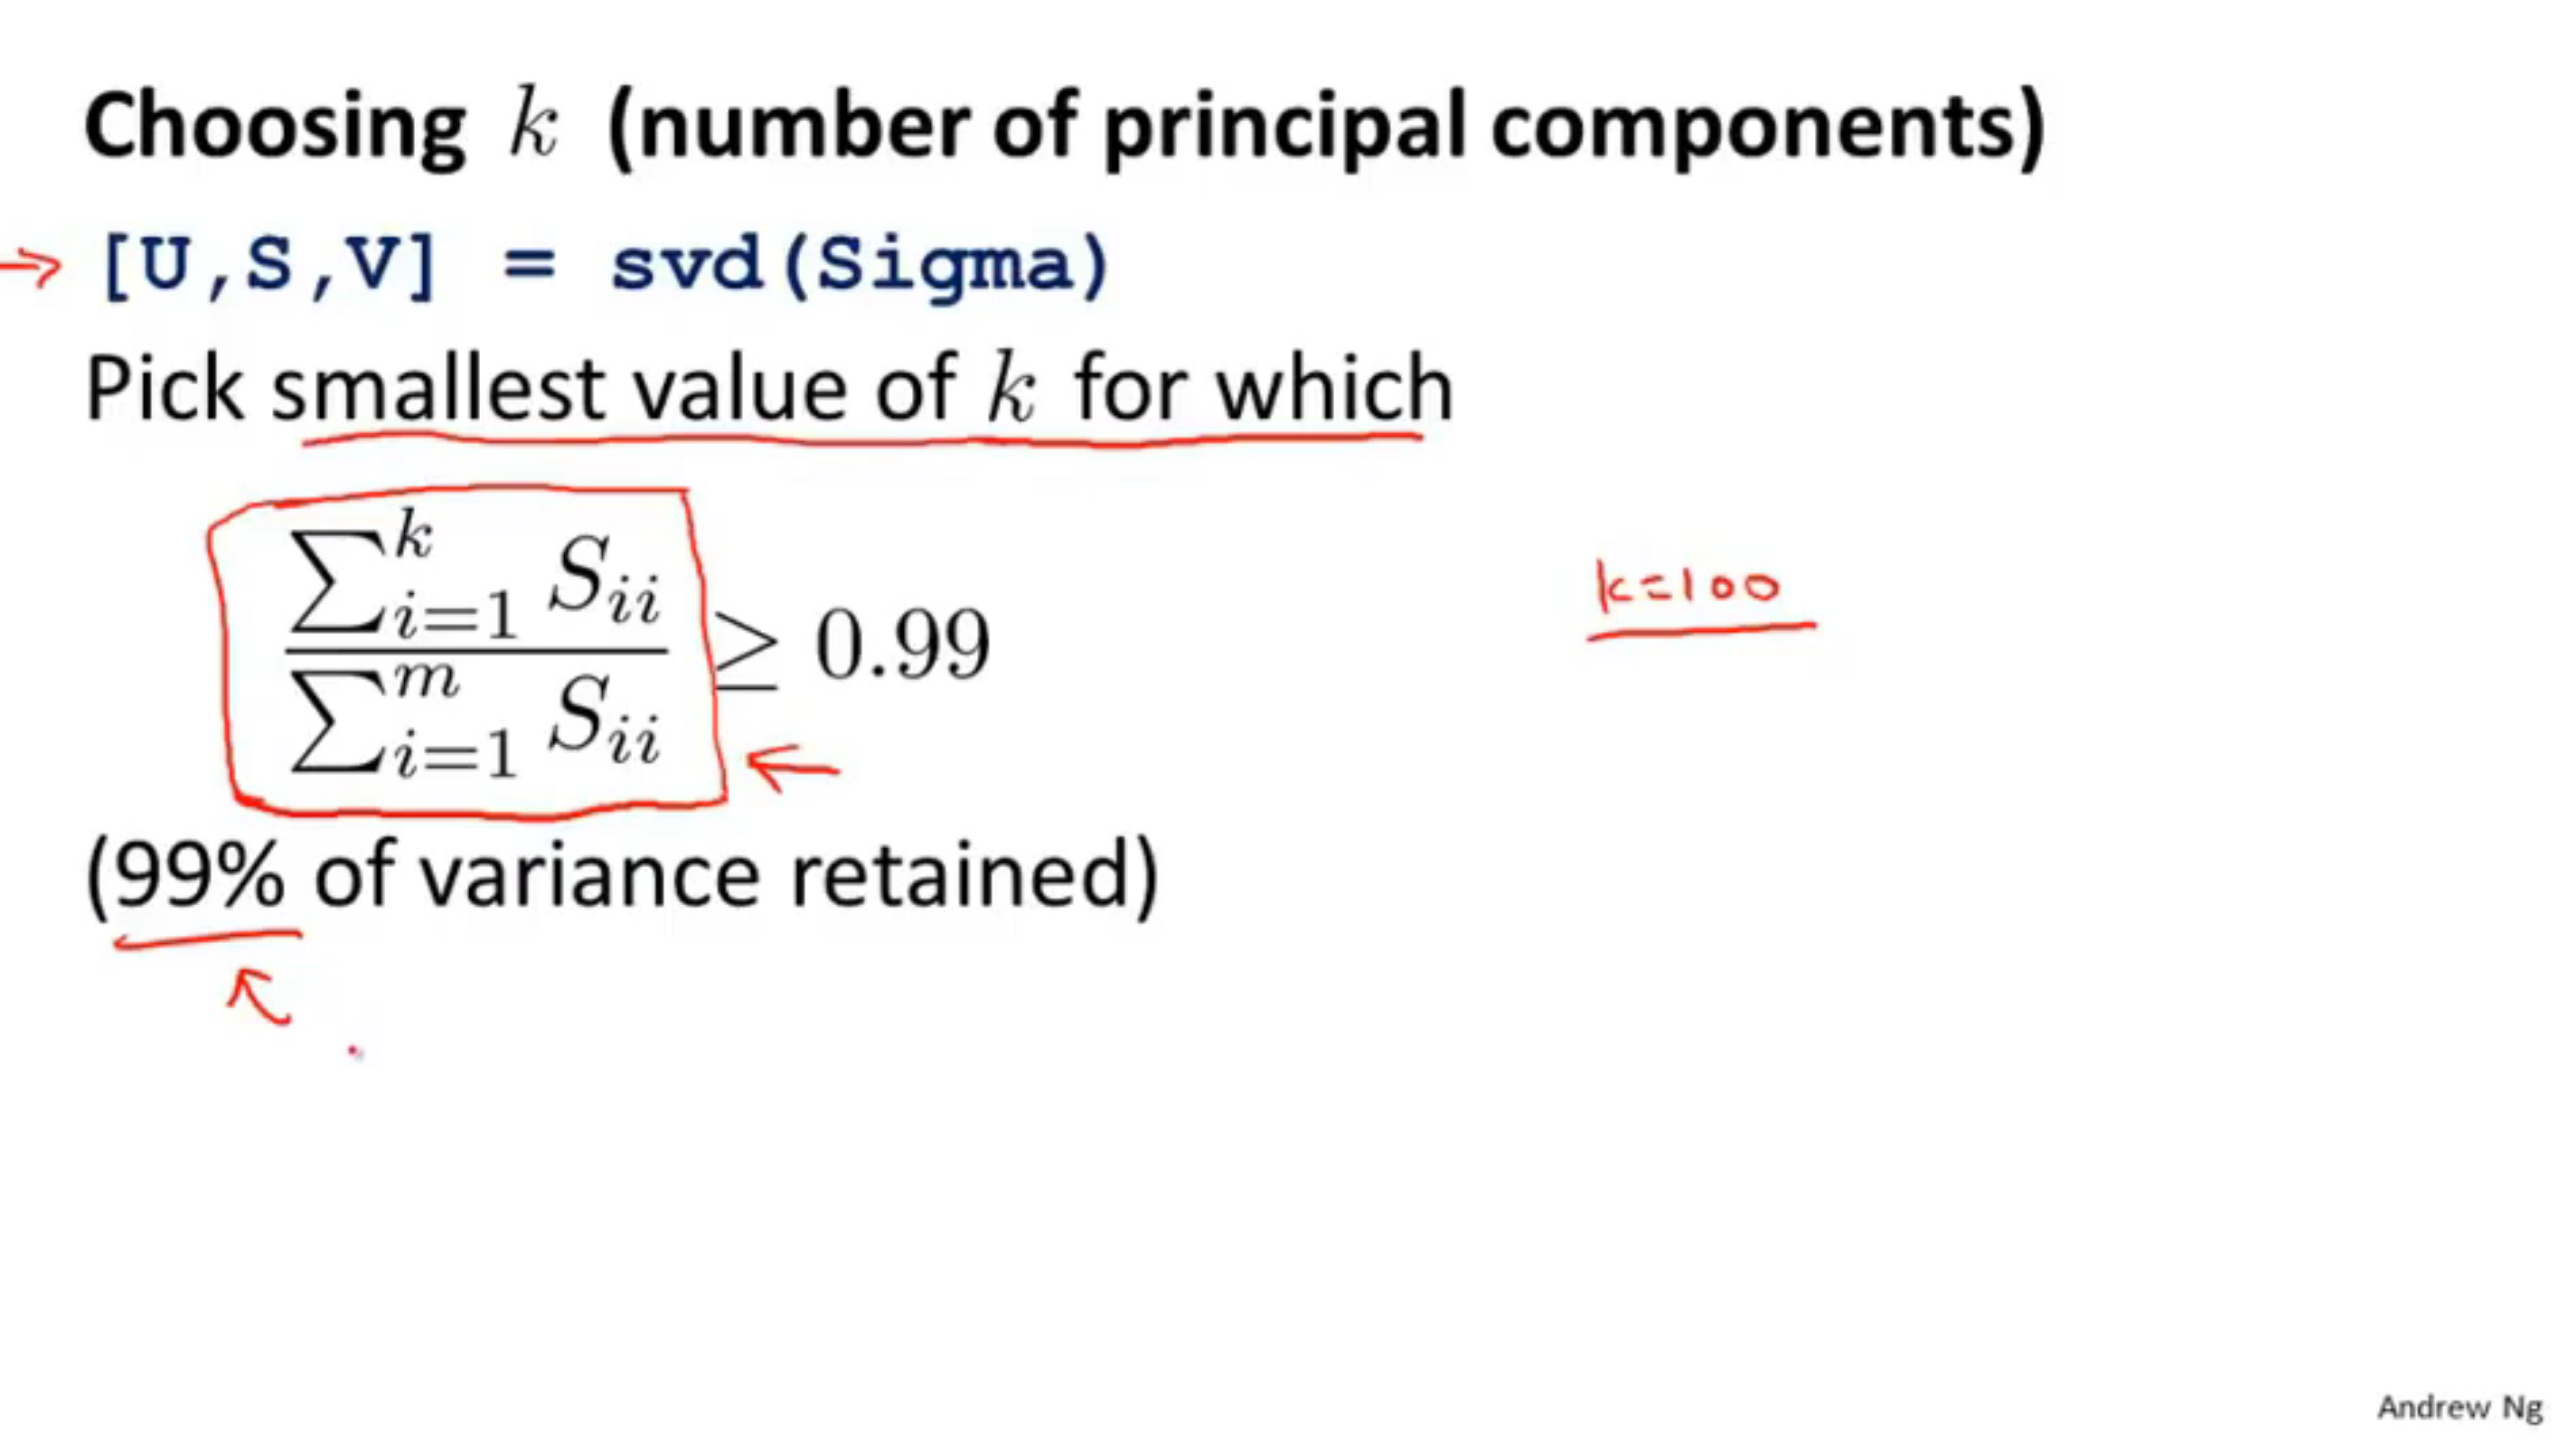 Choosing k (number of principal components)
→ [U,S,V] = svd(Sigma)
Pick smallest value of k for which
\frac{\sum_{i=1}^{k} S_{ii}}{\sum_{i=1}^{m} S_{ii}} ≥ 0.99
k=100
(99% of variance retained)
Andrew Ng